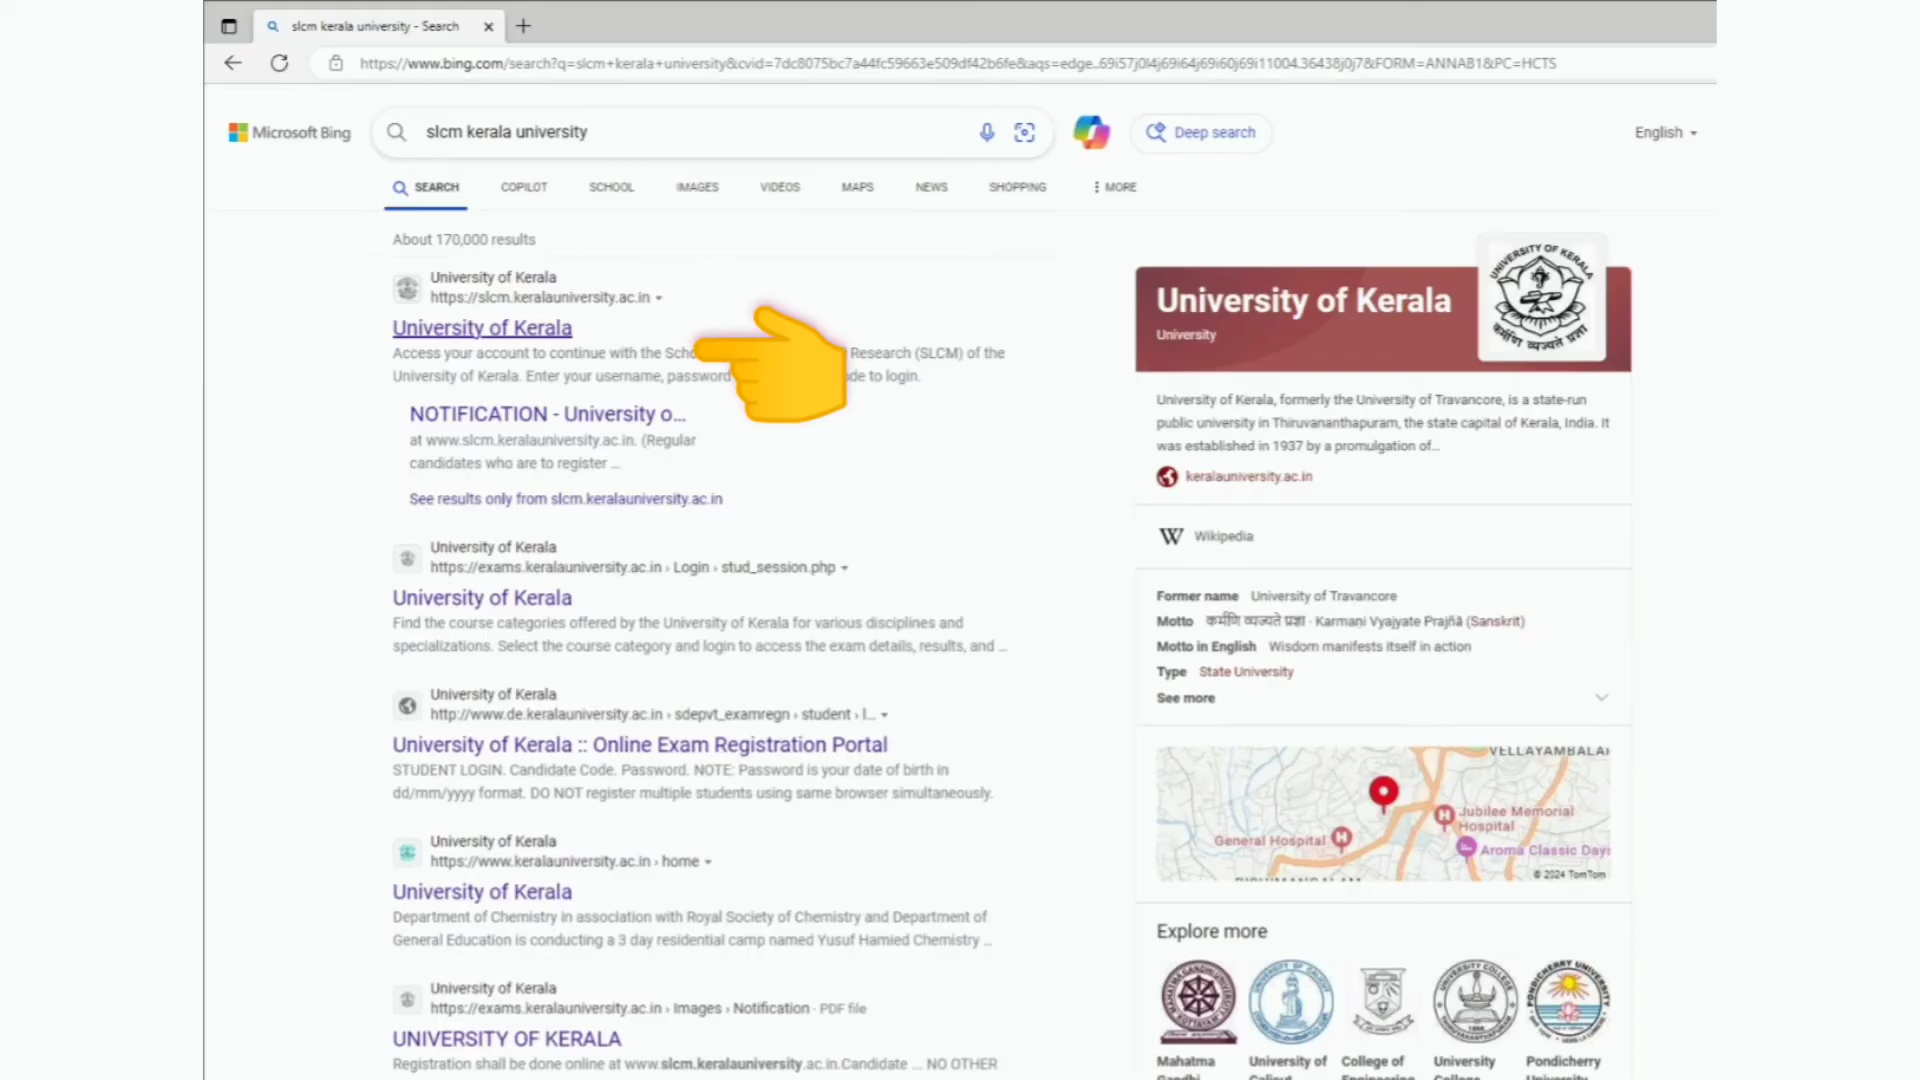 slcm kerala university - Search
https://www.bing.com/search?q=slcm+kerala+university&cvid=7dc8075bc7a44fc59663e509df42b6fe&aqs=edge..69i57j0l4j69i64j69i60j69i11004.36438j0j7&FORM=ANNAB1&PC=HCTS
Microsoft Bing
slcm kerala university
Deep search
English
SEARCH COPILOT SCHOOL IMAGES VIDEOS MAPS NEWS SHOPPING MORE
About 170,000 results
University of Kerala
https://slcm.keralauniversity.ac.in
University of Kerala
Access your account to continue with the Research (SLCM) of the
University of Kerala. Enter your username, password to login.
NOTIFICATION - University o...
at www.slcm.keralauniversity.ac.in. (Regular
candidates who are to register ...
See results only from slcm.keralauniversity.ac.in
University of Kerala
https://exams.keralauniversity.ac.in › Login › stud_session.php
University of Kerala
Find the course categories offered by the University of Kerala for various disciplines and
specializations. Select the course category and login to access the exam details, results, and ...
University of Kerala
http://www.de.keralauniversity.ac.in › sdepvt_examregn › student › l...
University of Kerala :: Online Exam Registration Portal
STUDENT LOGIN. Candidate Code. Password. NOTE: Password is your date of birth in
dd/mm/yyyy format. DO NOT register multiple students using same browser simultaneously.
University of Kerala
https://www.keralauniversity.ac.in › home
University of Kerala
Department of Chemistry in association with Royal Society of Chemistry and Department of
General Education is conducting a 3 day residential camp named Yusuf Hamied Chemistry ...
University of Kerala
https://exams.keralauniversity.ac.in › Images › Notification · PDF file
UNIVERSITY OF KERALA
Registration shall be done online at www.slcm.keralauniversity.ac.in.Candidate ... NO OTHER
University of Kerala
University
UNIVERSITY OF KERALA
कर्मणि व्यज्यते प्रज्ञा
University of Kerala, formerly the University of Travancore, is a state-run
public university in Thiruvananthapuram, the state capital of Kerala, India. It
was established in 1937 by a promulgation of...
keralauniversity.ac.in
W Wikipedia
Former name University of Travancore
Motto कर्मणि व्यज्यते प्रज्ञा · Karmaṇi Vyajyate Prajñā (Sanskrit)
Motto in English Wisdom manifests itself in action
Type State University
See more
VELLAYAMBALA
Jubilee Memorial
Hospital
General Hospital
Aroma Classic Days
© 2024 TomTom
Explore more
PONDICHERRY UNIVERSITY
Mahatma University of College of University Pondicherry
Gandhi Calicut Engineering College University